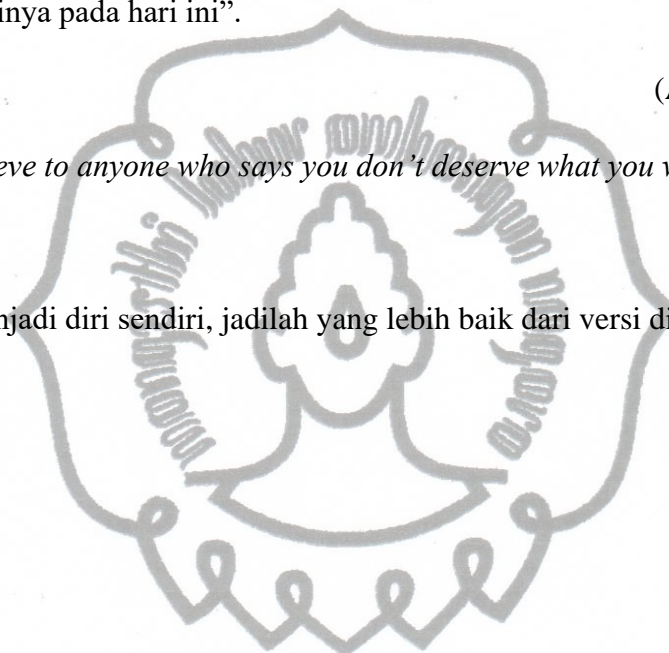 inya pada hari ini”.
(
eve to anyone who says you don’t deserve what you
njadi diri sendiri, jadilah yang lebih baik dari versi di